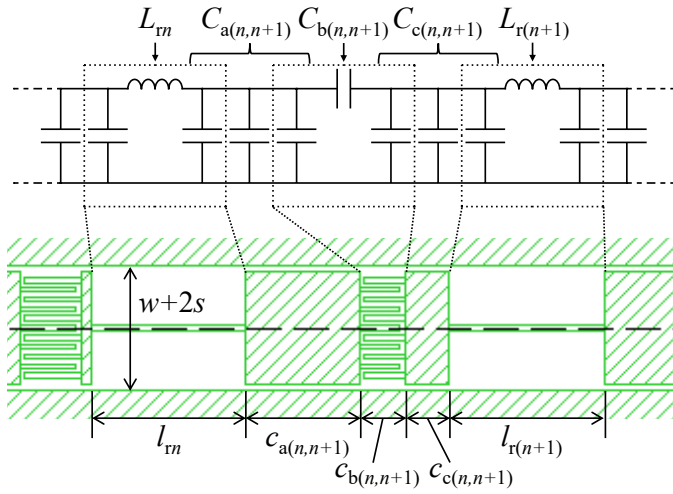 L_rn C_a(n,n+1) C_b(n,n+1) C_c(n,n+1) L_r(n+1)
w+2s
l_rn c_a(n,n+1) l_r(n+1)
c_b(n,n+1) c_c(n,n+1)